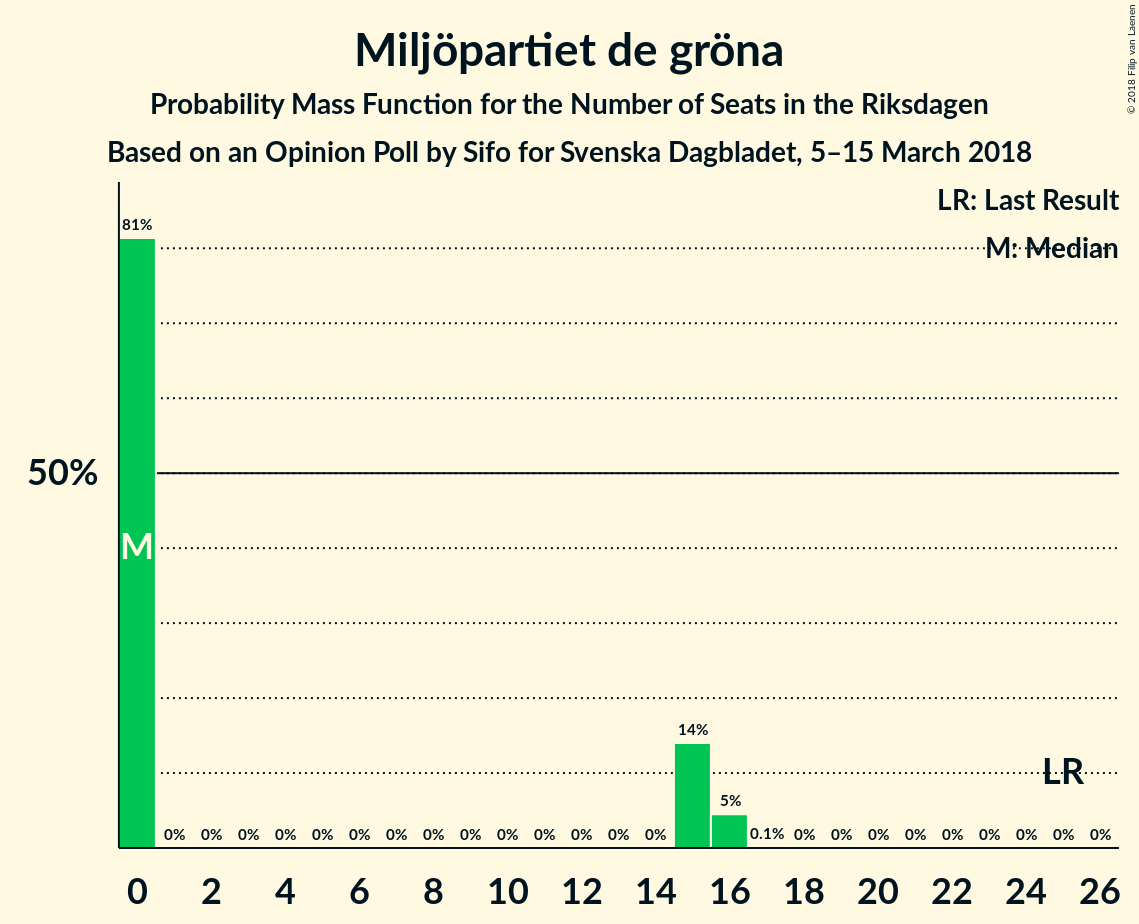 Miljöpartiet de gröna
Probability Mass Function for the Number of Seats in the Riksdagen
Based on an Opinion Poll by Sifo for Svenska Dagbladet, 5–15 March 2018
© 2018 Filip van Laenen
LR: Last Result
M: Median
81%
50%
M
14%
LR
5%
0% 0% 0% 0% 0% 0% 0% 0% 0% 0% 0% 0% 0% 0% 0.1% 0% 0% 0% 0% 0% 0% 0% 0% 0%
0 2 4 6 8 10 12 14 16 18 20 22 24 26